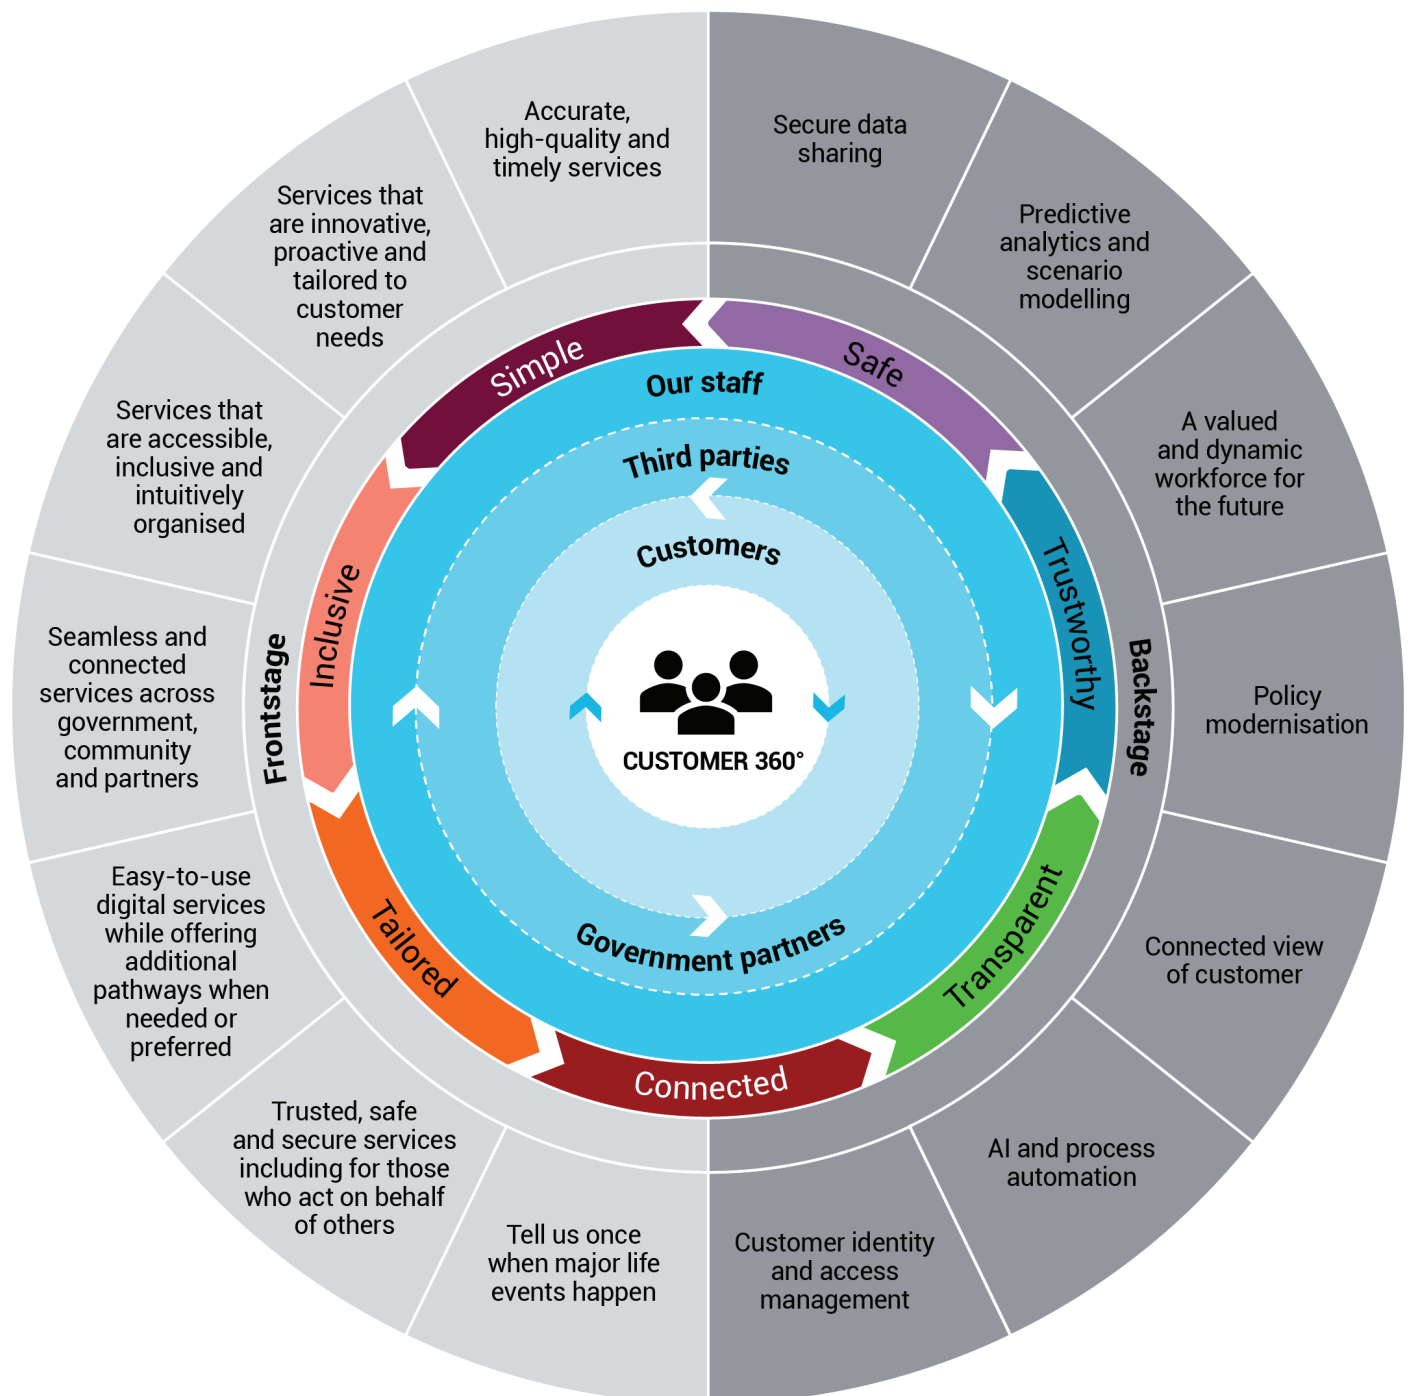 Accurate,
high-quality and
timely services
Secure data
sharing
Predictive
analytics and
scenario
modelling
A valued
and dynamic
workforce for
the future
Policy
modernisation
Connected view
of customer
AI and process
automation
Customer identity
and access
management
Tell us once
when major life
events happen
Trusted, safe
and secure services
including for those
who act on behalf
of others
Easy-to-use
digital services
while offering
additional
pathways when
needed or
preferred
Seamless and
connected
services across
government,
community
and partners
Services that
are accessible,
inclusive and
intuitively
organised
Services that
are innovative,
proactive and
tailored to
customer
needs
Frontstage
Backstage
Simple
Safe
Trustworthy
Transparent
Connected
Tailored
Inclusive
Our staff
Third parties
Customers
CUSTOMER 360°
Government partners